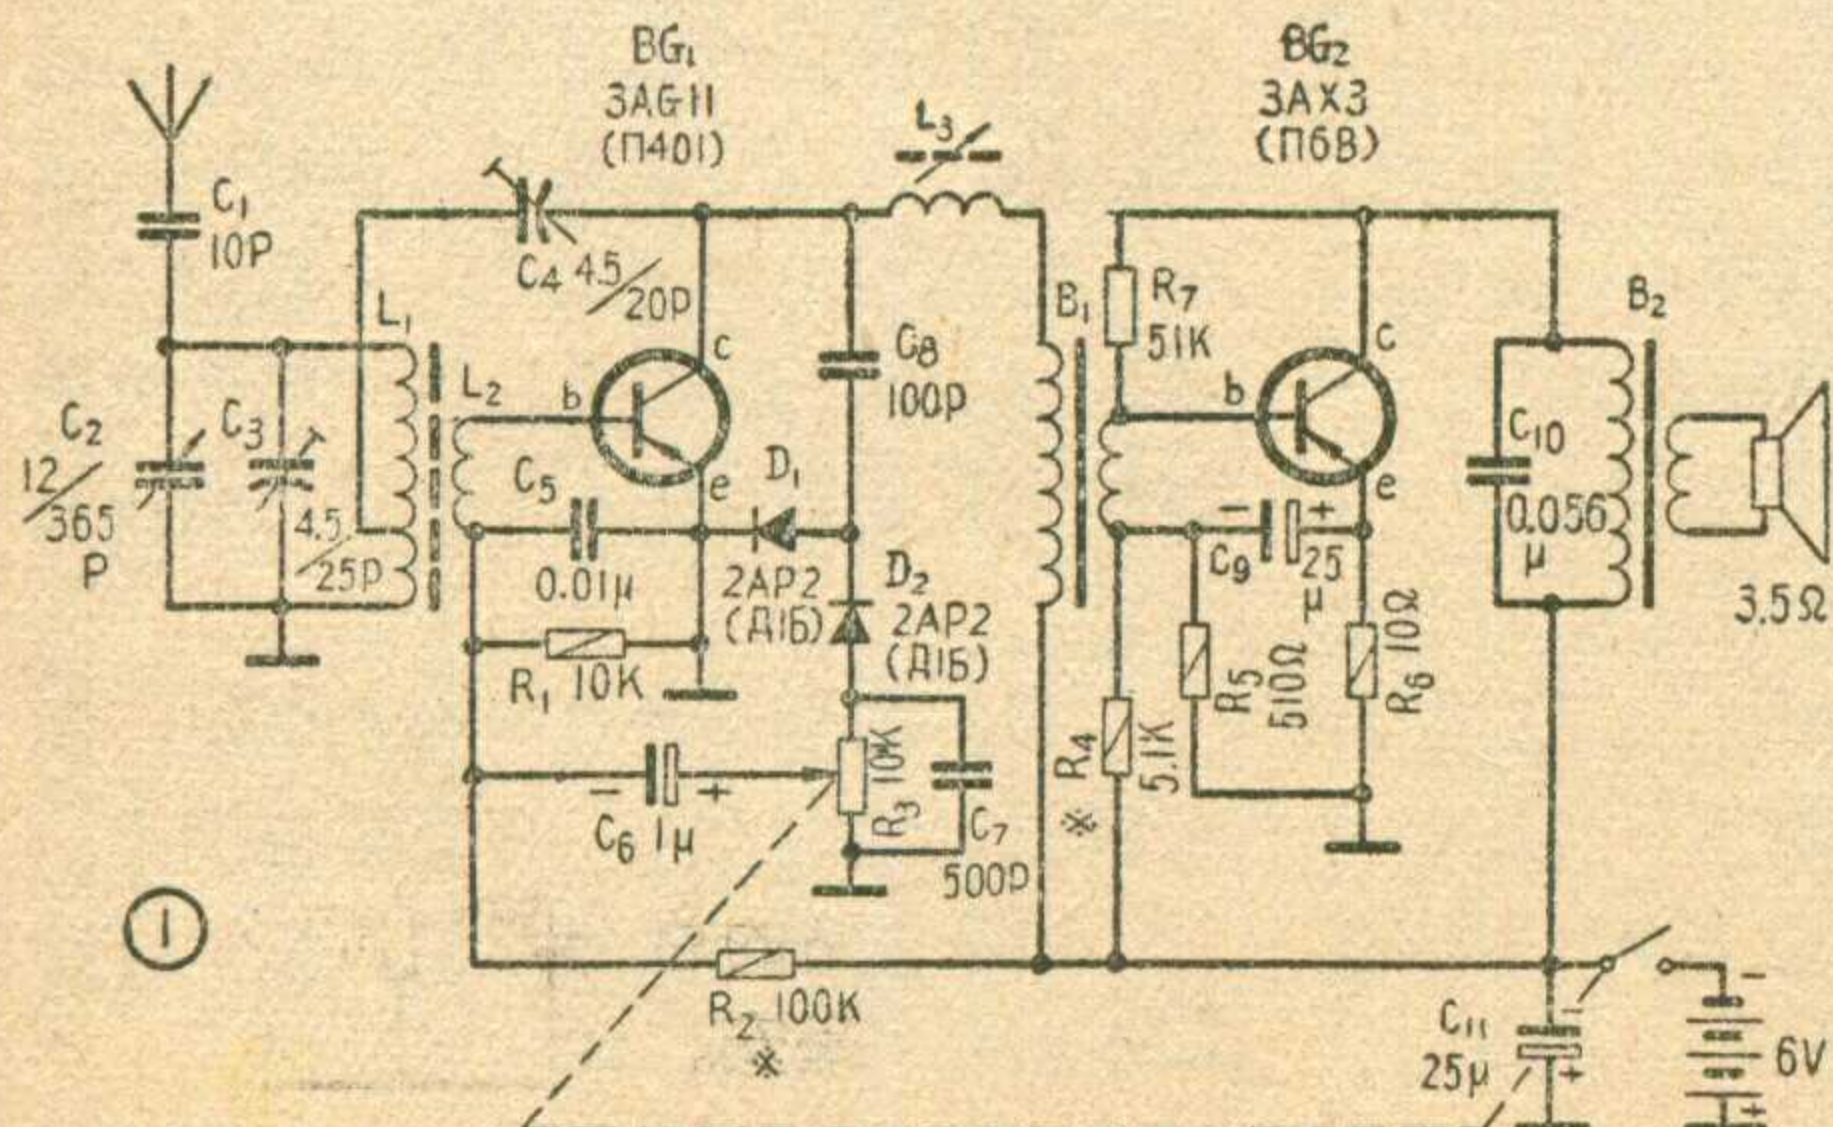 BG₁
3AG11
(П401)
L₃
BG₂
3AX3
(П6В)
C₁
10P
C₄ 4.5/20P
L₁
L₂
b
c
e
C₂
12/365
P
C₃
4.5/25P
C₅
0.01μ
D₁
2AP2
(Д1Б)
C₈
100P
D₂
2AP2
(Д1Б)
B₁
R₇
51K
b
c
e
C₉
25
μ
B₂
C₁₀
0.056
μ
3.5Ω
R₁ 10K
R₅
510Ω
R₆ 10Ω
R₄
5.1K
※
C₆ 1μ
R₃
10K
C₇
500P
R₂ 100K
※
C₁₁
25μ
6V
1
- +
- +
- +
- +